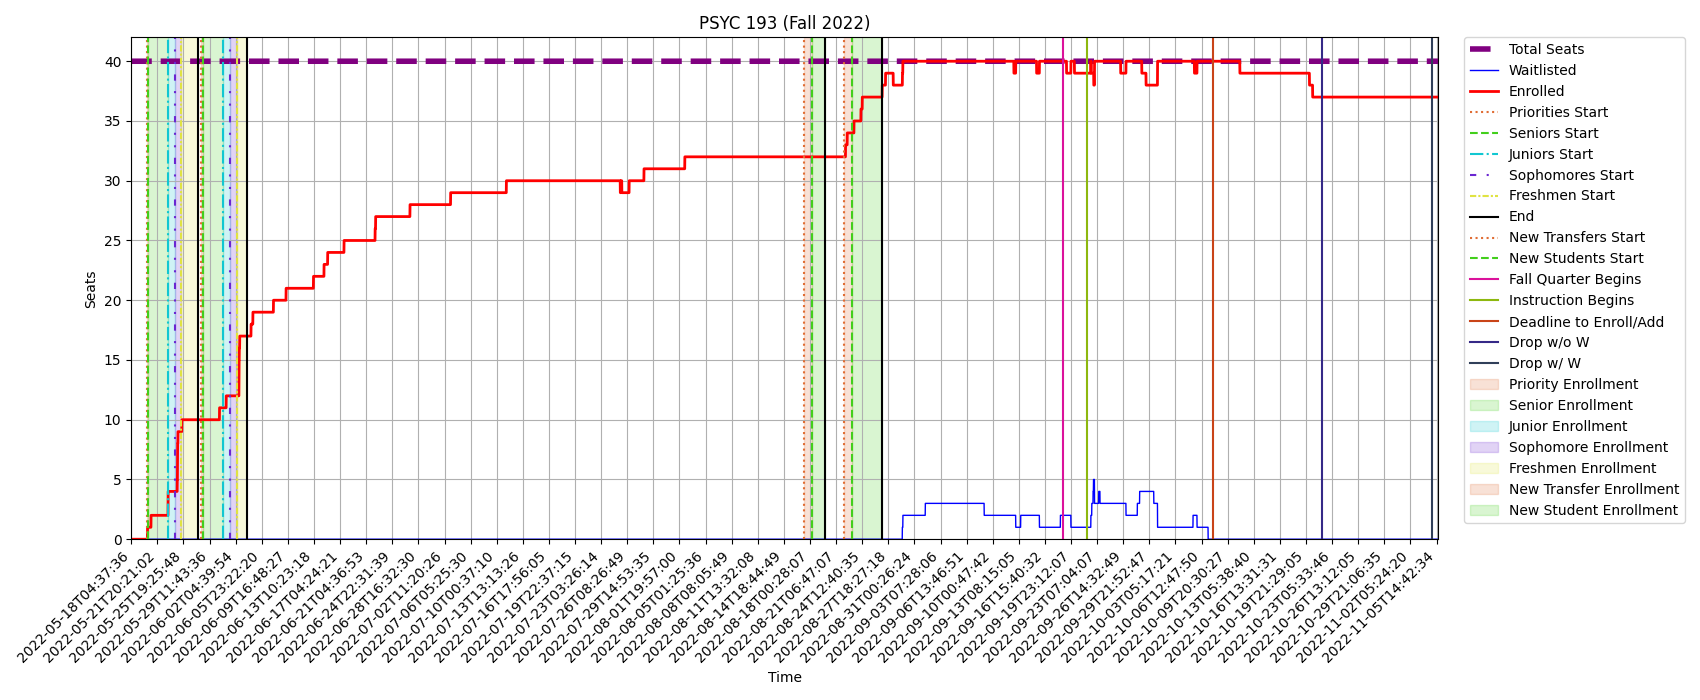 PSYC 193 (Fall 2022)
Seats
40
35
30
25
20
15
10
5
0
2022-05-18T04:37:36
2022-05-21T20:21:02
2022-05-25T19:25:48
2022-05-29T11:43:36
2022-06-02T04:39:54
2022-06-05T23:22:20
2022-06-09T16:48:27
2022-06-13T10:23:18
2022-06-17T04:24:21
2022-06-21T04:36:53
2022-06-24T22:31:39
2022-06-28T16:32:30
2022-07-02T11:20:26
2022-07-06T05:25:30
2022-07-10T00:37:10
2022-07-13T13:13:26
2022-07-16T17:56:05
2022-07-19T22:37:15
2022-07-23T03:26:14
2022-07-26T08:26:49
2022-07-29T14:53:35
2022-08-01T19:57:00
2022-08-05T01:25:36
2022-08-08T08:05:49
2022-08-11T13:32:08
2022-08-14T18:44:49
2022-08-18T00:28:07
2022-08-21T06:47:07
2022-08-24T12:40:35
2022-08-27T18:27:18
2022-08-31T00:26:24
2022-09-03T07:28:06
2022-09-06T13:46:51
2022-09-10T00:47:42
2022-09-13T08:15:05
2022-09-16T15:40:32
2022-09-19T23:12:07
2022-09-23T07:04:07
2022-09-26T14:32:49
2022-09-29T21:52:47
2022-10-03T05:17:21
2022-10-06T12:47:50
2022-10-09T20:30:27
2022-10-13T05:38:40
2022-10-16T13:31:31
2022-10-19T21:29:05
2022-10-23T05:33:46
2022-10-26T13:12:05
2022-10-29T21:06:35
2022-11-02T05:24:20
2022-11-05T14:42:34
Time
Total Seats
Waitlisted
Enrolled
Priorities Start
Seniors Start
Juniors Start
Sophomores Start
Freshmen Start
End
New Transfers Start
New Students Start
Fall Quarter Begins
Instruction Begins
Deadline to Enroll/Add
Drop w/o W
Drop w/ W
Priority Enrollment
Senior Enrollment
Junior Enrollment
Sophomore Enrollment
Freshmen Enrollment
New Transfer Enrollment
New Student Enrollment